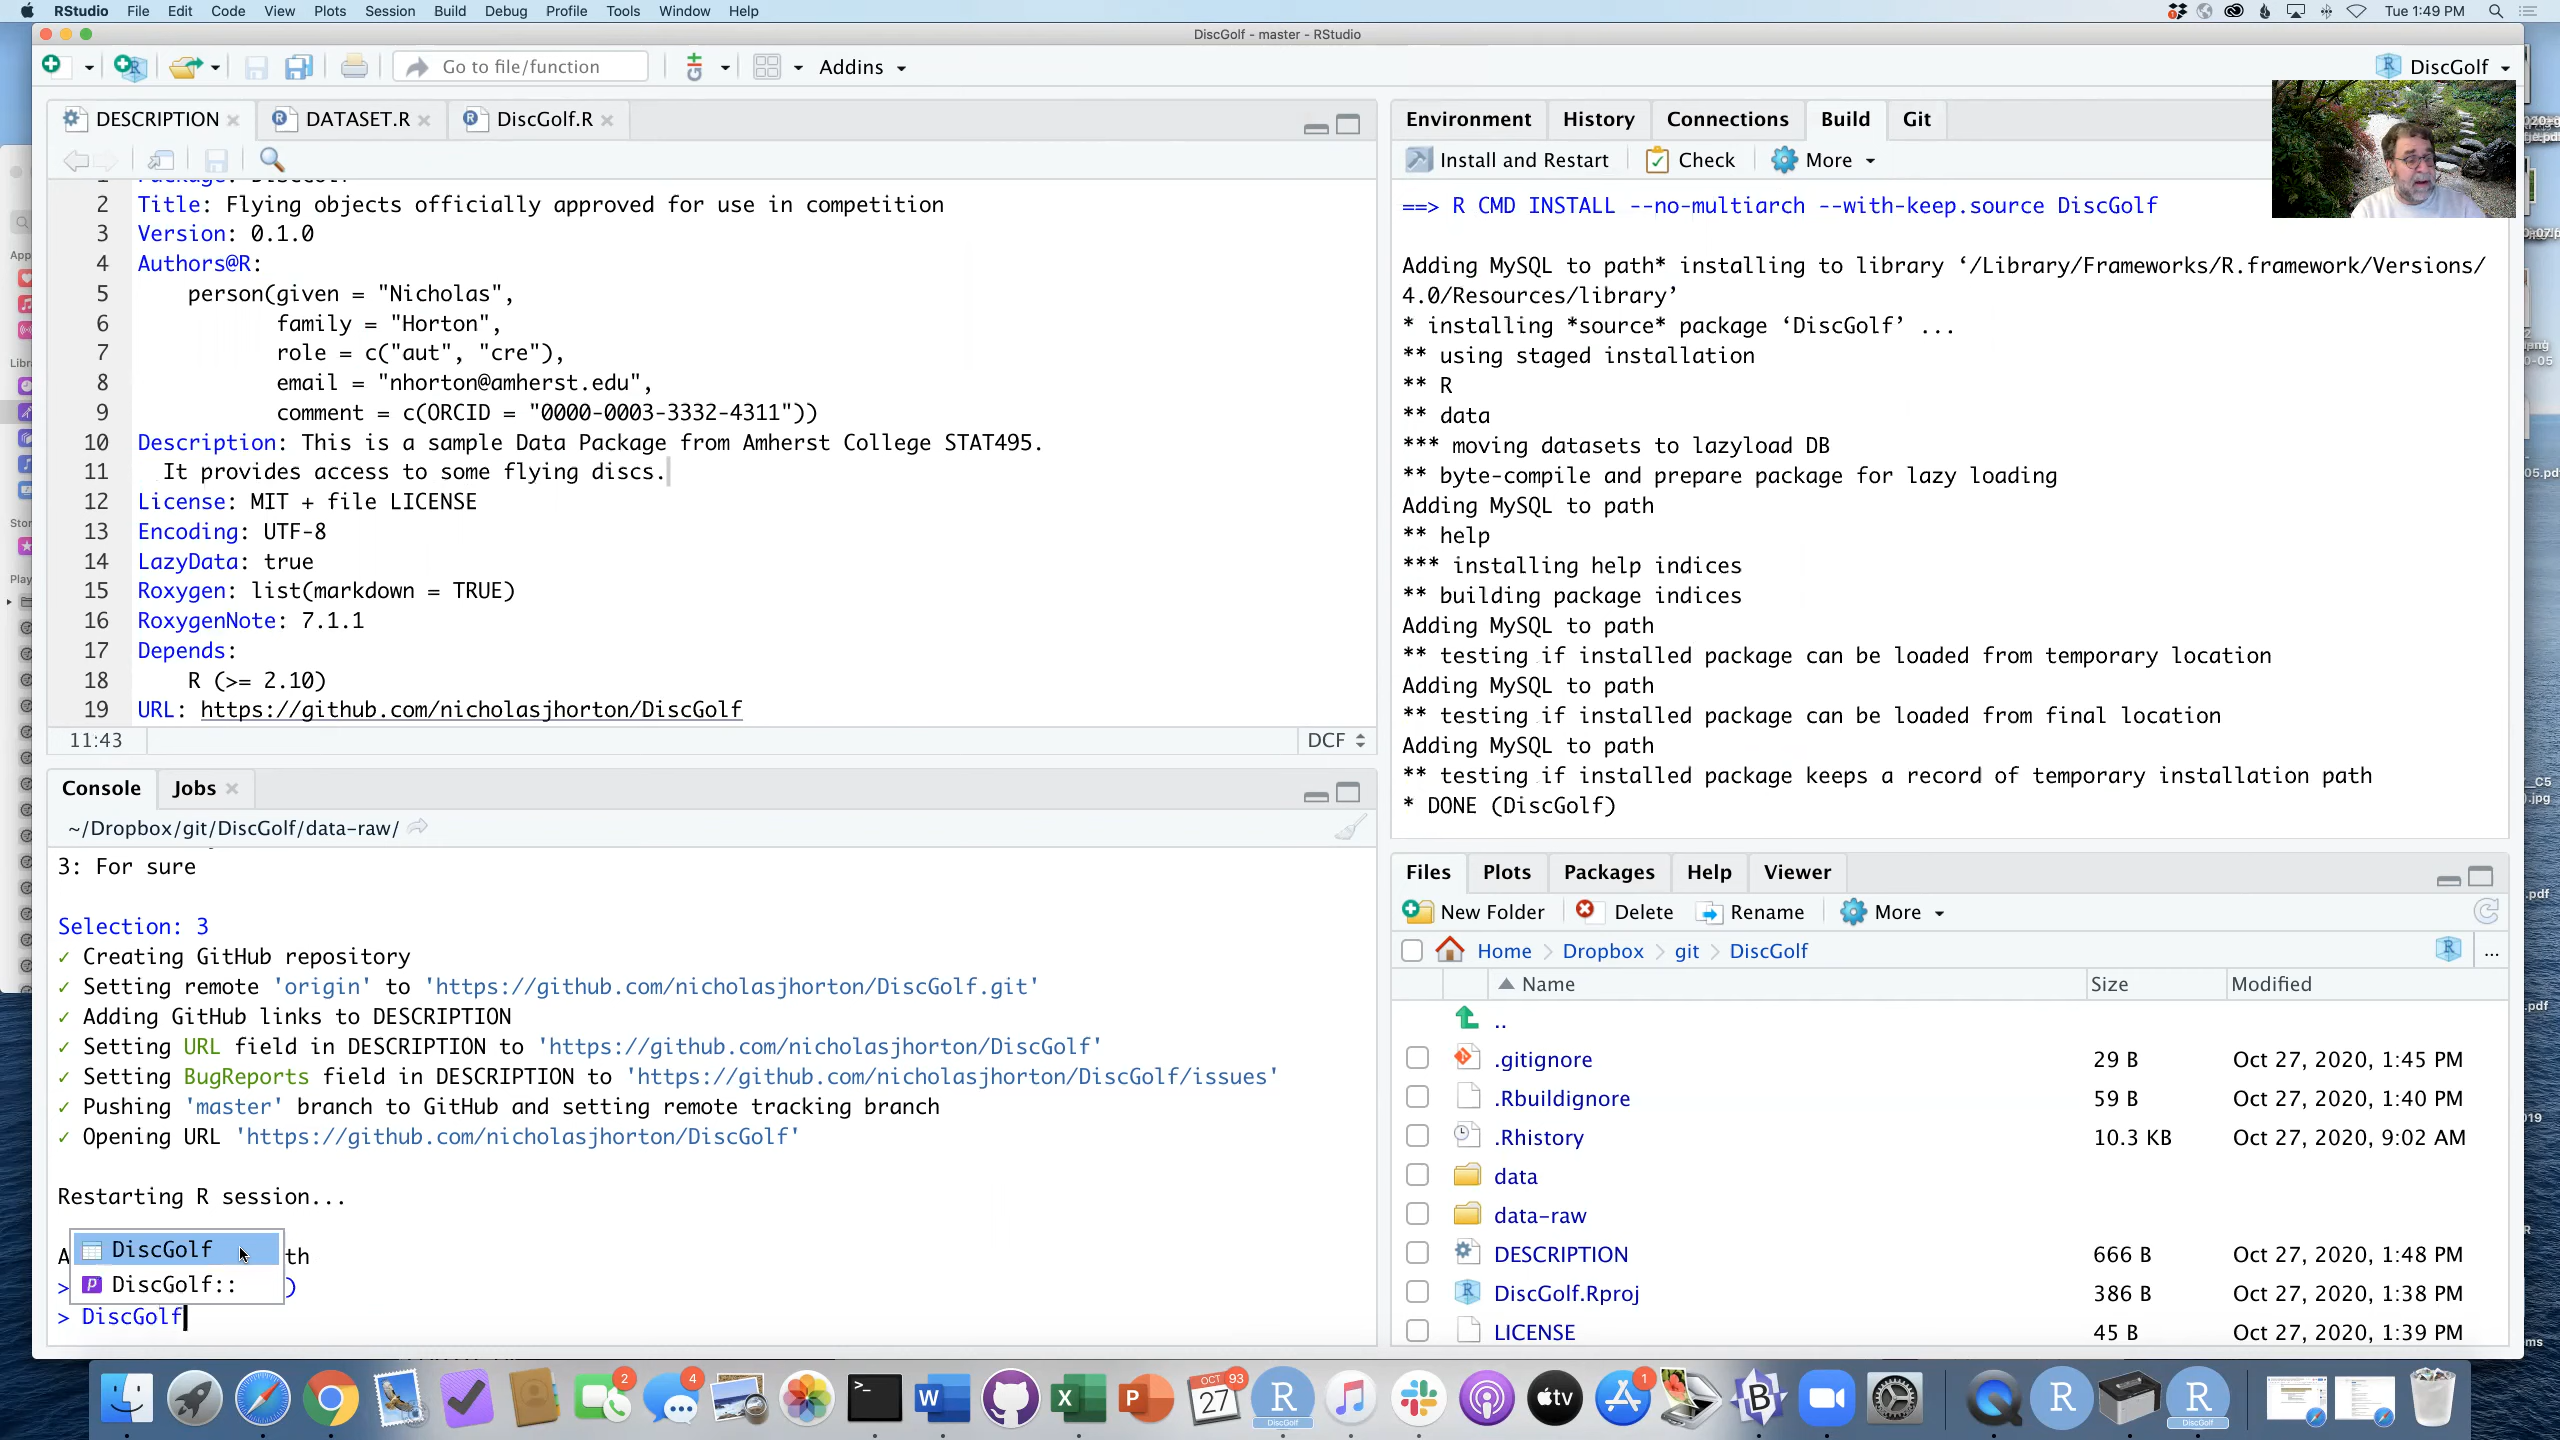 RStudio File Edit Code View Plots Session Build Debug Profile Tools Window Help
Tue 1:49 PM
DiscGolf - master - RStudio
Go to file/function
Addins
DiscGolf
DESCRIPTION
DATASET.R
DiscGolf.R
2 Title: Flying objects officially approved for use in competition
3 Version: 0.1.0
4 Authors@R:
5 person(given = "Nicholas",
6 family = "Horton",
7 role = c("aut", "cre"),
8 email = "nhorton@amherst.edu",
9 comment = c(ORCID = "0000-0003-3332-4311"))
10 Description: This is a sample Data Package from Amherst College STAT495.
11 It provides access to some flying discs.
12 License: MIT + file LICENSE
13 Encoding: UTF-8
14 LazyData: true
15 Roxygen: list(markdown = TRUE)
16 RoxygenNote: 7.1.1
17 Depends:
18 R (>= 2.10)
19 URL: https://github.com/nicholasjhorton/DiscGolf
11:43
DCF
Console
Jobs
~/Dropbox/git/DiscGolf/data-raw/
3: For sure
Selection: 3
✓ Creating GitHub repository
✓ Setting remote 'origin' to 'https://github.com/nicholasjhorton/DiscGolf.git'
✓ Adding GitHub links to DESCRIPTION
✓ Setting URL field in DESCRIPTION to 'https://github.com/nicholasjhorton/DiscGolf'
✓ Setting BugReports field in DESCRIPTION to 'https://github.com/nicholasjhorton/DiscGolf/issues'
✓ Pushing 'master' branch to GitHub and setting remote tracking branch
✓ Opening URL 'https://github.com/nicholasjhorton/DiscGolf'
Restarting R session...
A th
DiscGolf
DiscGolf::
> )
> DiscGolf
Environment History Connections Build Git
Install and Restart Check More
==> R CMD INSTALL --no-multiarch --with-keep.source DiscGolf
Adding MySQL to path* installing to library ‘/Library/Frameworks/R.framework/Versions/
4.0/Resources/library’
* installing *source* package ‘DiscGolf’ ...
** using staged installation
** R
** data
*** moving datasets to lazyload DB
** byte-compile and prepare package for lazy loading
Adding MySQL to path
** help
*** installing help indices
** building package indices
Adding MySQL to path
** testing if installed package can be loaded from temporary location
Adding MySQL to path
** testing if installed package can be loaded from final location
Adding MySQL to path
** testing if installed package keeps a record of temporary installation path
* DONE (DiscGolf)
Files Plots Packages Help Viewer
New Folder Delete Rename More
Home Dropbox git DiscGolf ...
Name Size Modified
..
.gitignore 29 B Oct 27, 2020, 1:45 PM
.Rbuildignore 59 B Oct 27, 2020, 1:40 PM
.Rhistory 10.3 KB Oct 27, 2020, 9:02 AM
data
data-raw
DESCRIPTION 666 B Oct 27, 2020, 1:48 PM
DiscGolf.Rproj 386 B Oct 27, 2020, 1:38 PM
LICENSE 45 B Oct 27, 2020, 1:39 PM
2
4
OCT
93
27
1
tv